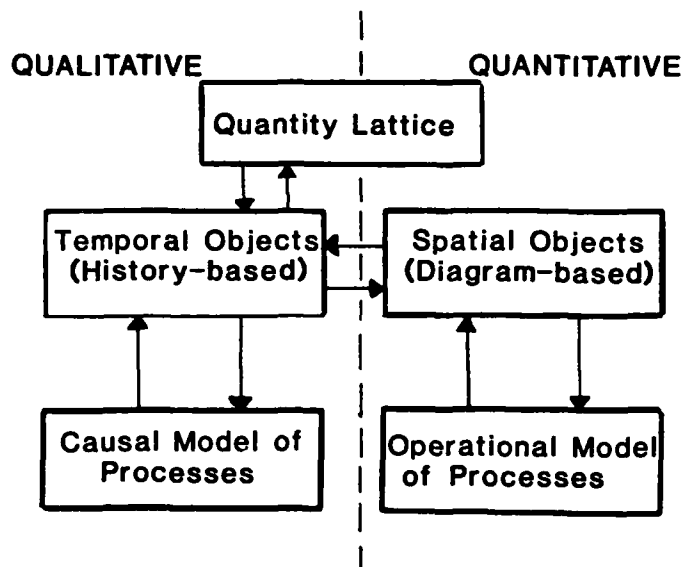 QUALITATIVE
QUANTITATIVE
Quantity Lattice
Temporal Objects
(History-based)
Spatial Objects
(Diagram-based)
Causal Model of
Processes
Operational Model
of Processes